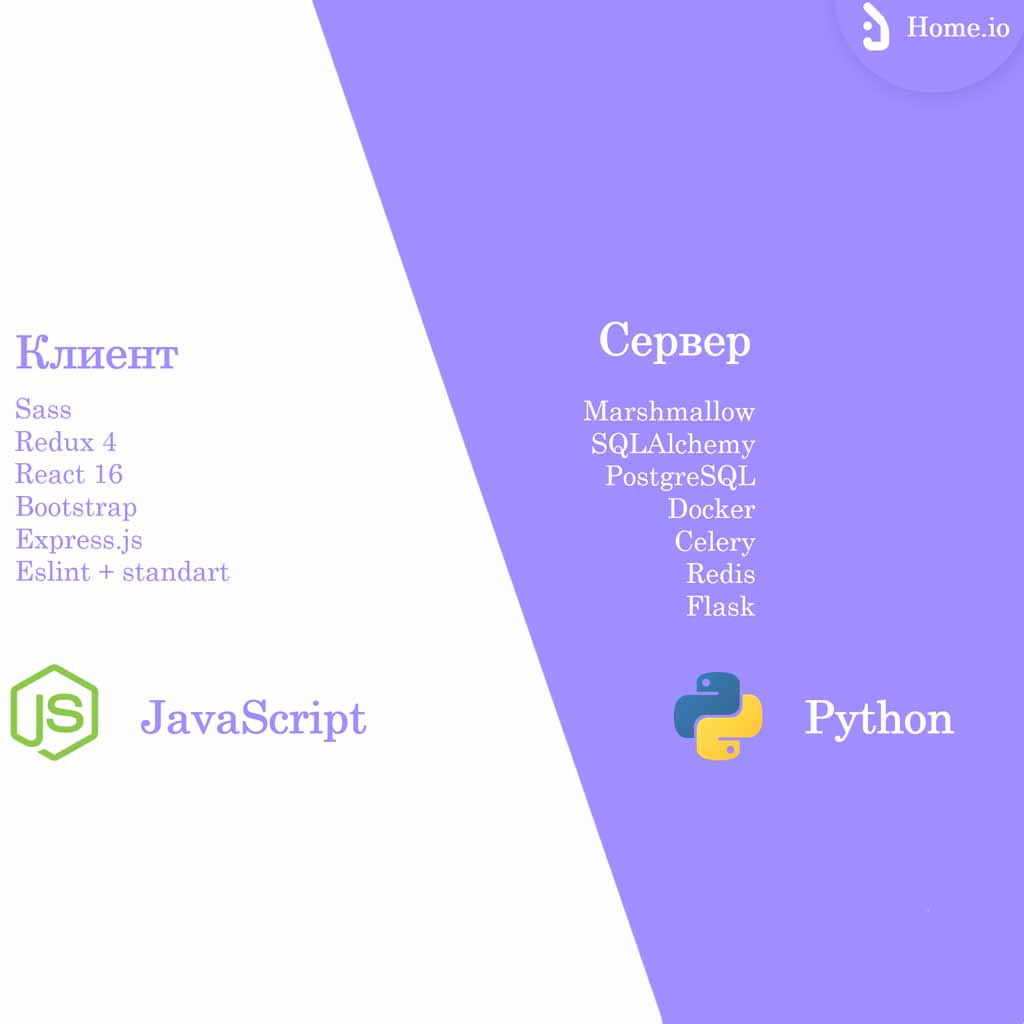 Home.io
Клиент
Sass
Redux 4
React 16
Bootstrap
Express.js
Eslint + standart
JS
JavaScript
Сервер
Marshmallow
SQLAlchemy
PostgreSQL
Docker
Celery
Redis
Flask
Python